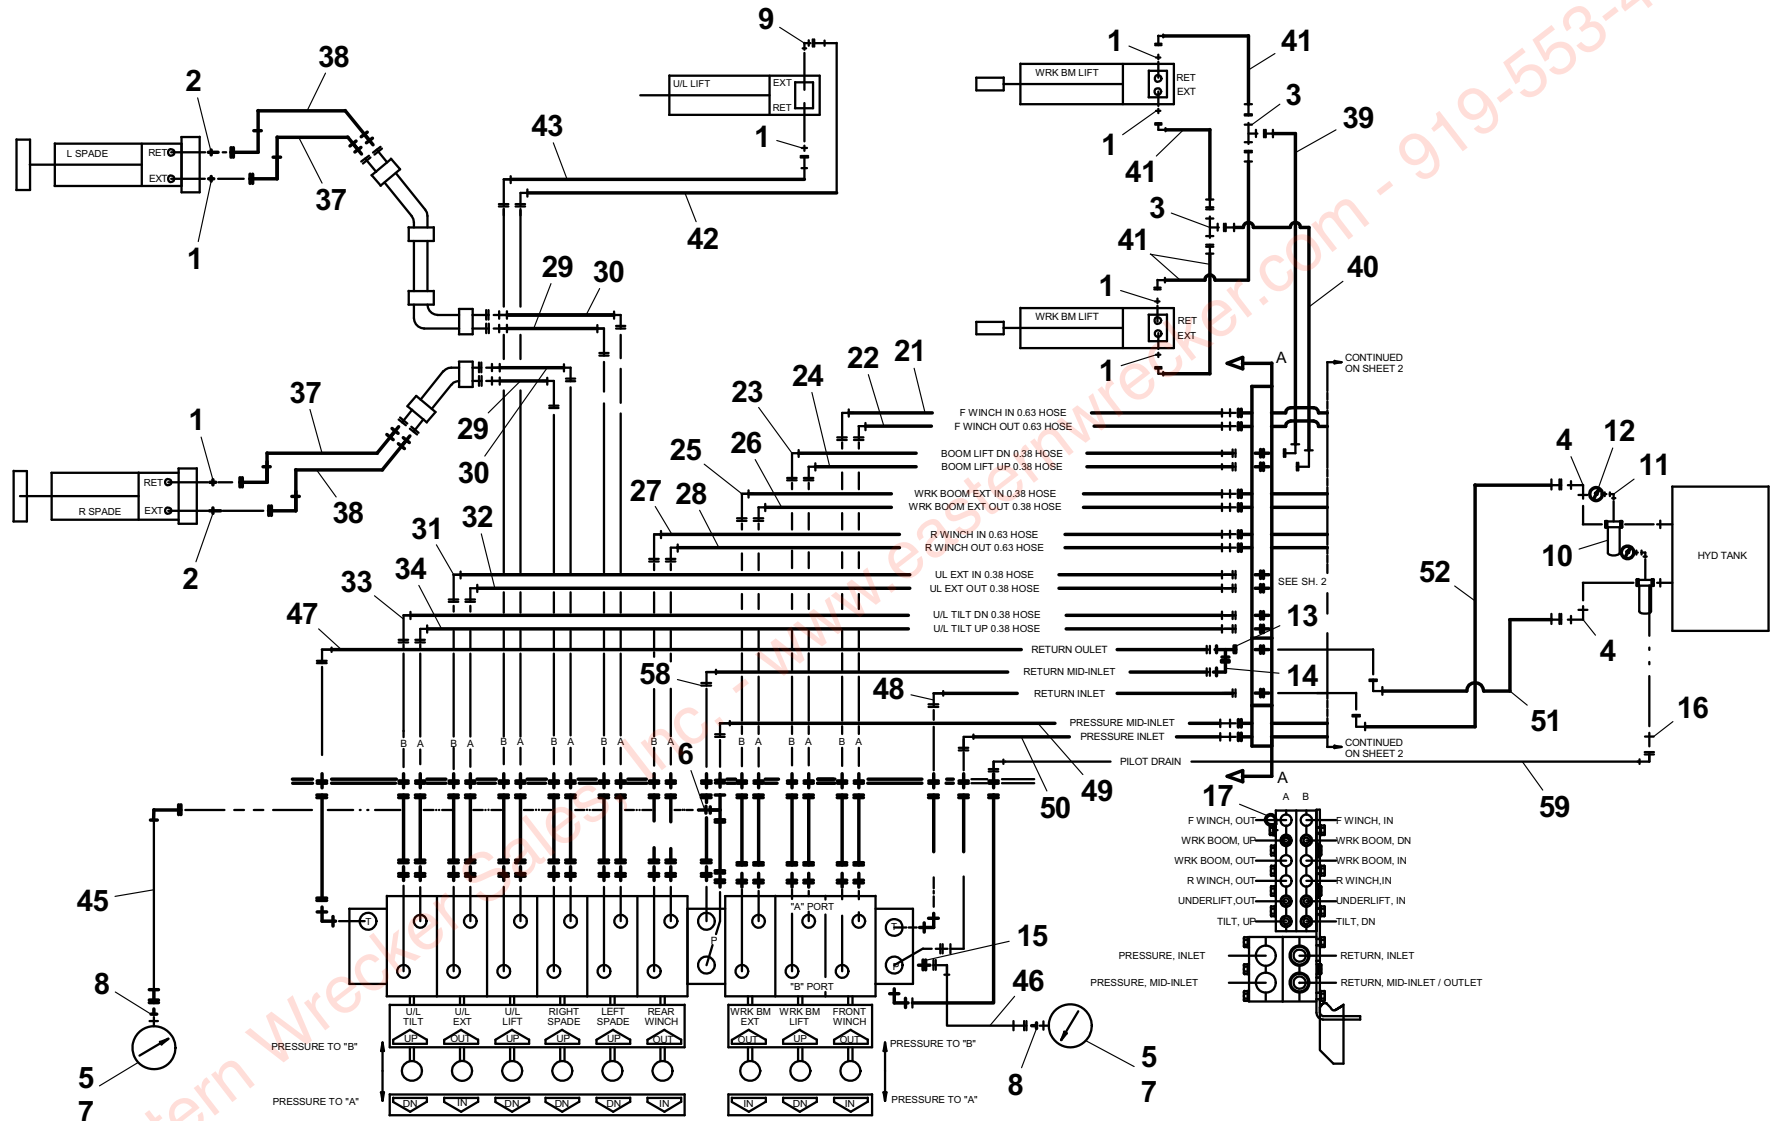 9
1
41
38
2
U/L LIFT
EXT
RET
WRK BM LIFT
RET
EXT
3
39
43
1
1
41
L SPADE
RET
EXT
37
42
3
41
1
29
30
1
40
WRK BM LIFT
RET
EXT
1
A
CONTINUED
ON SHEET 2
22
21
24
23
37
1
29
30
25
26
27
28
F WINCH IN 0.63 HOSE
F WINCH OUT 0.63 HOSE
BOOM LIFT DN 0.38 HOSE
BOOM LIFT UP 0.38 HOSE
WRK BOOM EXT IN 0.38 HOSE
WRK BOOM EXT OUT 0.38 HOSE
R WINCH IN 0.63 HOSE
R WINCH OUT 0.63 HOSE
UL EXT IN 0.38 HOSE
UL EXT OUT 0.38 HOSE
U/L TILT DN 0.38 HOSE
U/L TILT UP 0.38 HOSE
RETURN OULET
RETURN MID-INLET
RETURN INLET
PRESSURE MID-INLET
PRESSURE INLET
PILOT DRAIN
4
12
11
10
HYD TANK
RET
EXT
R SPADE
38
2
31
32
33
34
47
58
48
SEE SH. 2
13
14
52
4
51
16
CONTINUED
ON SHEET 2
A
B A B A B A B A B A B A B A B A
6
49
50
59
17
A B
F WINCH, OUT
F WINCH, IN
WRK BOOM, UP
WRK BOOM, DN
WRK BOOM, OUT
WRK BOOM, IN
R WINCH, OUT
R WINCH,IN
UNDERLIFT,OUT
UNDERLIFT, IN
TILT, UP
TILT, DN
PRESSURE, INLET
RETURN, INLET
PRESSURE, MID-INLET
RETURN, MID-INLET / OUTLET
45
8
5
7
T
P
"A" PORT
"B" PORT
T
P
15
46
8
5
7
U/L
TILT
U/L
EXT
U/L
LIFT
RIGHT
SPADE
LEFT
SPADE
REAR
WINCH
WRK BM
EXT
WRK BM
LIFT
FRONT
WINCH
UP OUT UP UP UP OUT OUT UP OUT
PRESSURE TO "B"
PRESSURE TO "B"
PRESSURE TO "A"
PRESSURE TO "A"
DN IN DN DN DN IN IN DN IN
tern Wrecker Sales, Inc. - www.easternwrecker.com - 919-553-4